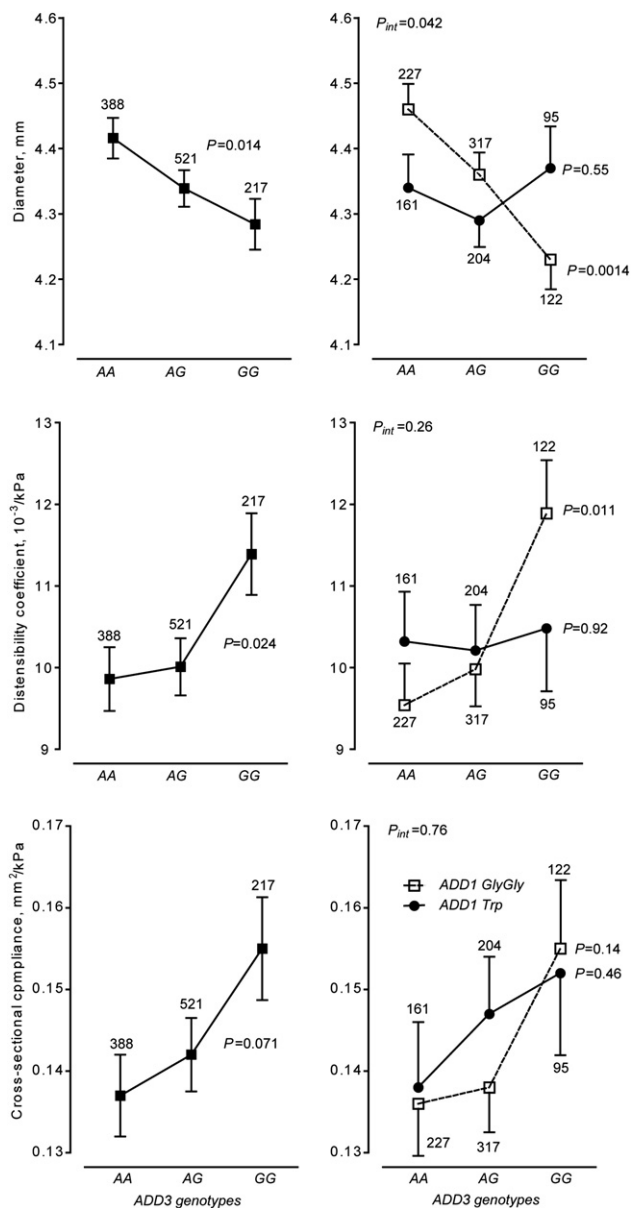 4.6
4.5
4.4
4.3
4.2
4.1
Diameter, mm
388
521
217
P=0.014
AA
AG
GG
4.6
4.5
4.4
4.3
4.2
4.1
Pint=0.042
227
317
95
161
204
122
P=0.55
P=0.0014
AA
AG
GG
13
12
11
10
9
Distensibility coefficient, 10-3/kPa
388
521
217
P=0.024
AA
AG
GG
13
12
11
10
9
Pint=0.26
122
161
204
227
317
95
P=0.011
P=0.92
AA
AG
GG
0.17
0.16
0.15
0.14
0.13
Cross-sectional cpmpliance, mm2/kPa
388
521
217
P=0.071
AA
AG
GG
ADD3 genotypes
0.17
0.16
0.15
0.14
0.13
Pint=0.76
ADD1 GlyGly
ADD1 Trp
122
204
161
P=0.14
P=0.46
227
317
95
AA
AG
GG
ADD3 genotypes